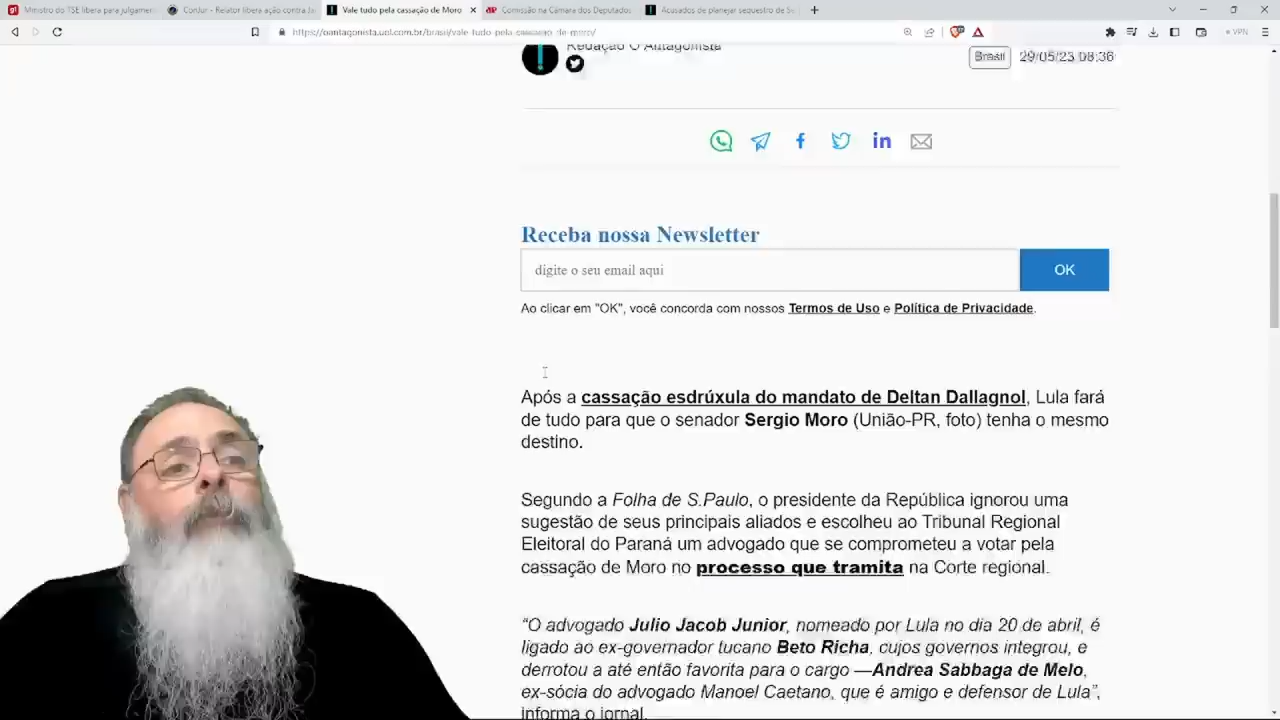 Ministro do TSE libera para julgamen
ConJur - Relator libera ação contra Ja
Vale tudo pela cassação de Moro
Comissão na Câmara dos Deputados
Acusados de planejar sequestro de Se
https://oantagonista.uol.com.br/brasil/vale-tudo-pela-cassacao-de-moro/
VPN
Redação O Antagonista
Brasil
29/05/23 08:36
Receba nossa Newsletter
digite o seu email aqui
OK
Ao clicar em "OK", você concorda com nossos Termos de Uso e Política de Privacidade.
Após a cassação esdrúxula do mandato de Deltan Dallagnol, Lula fará
de tudo para que o senador Sergio Moro (União-PR, foto) tenha o mesmo
destino.
Segundo a Folha de S.Paulo, o presidente da República ignorou uma
sugestão de seus principais aliados e escolheu ao Tribunal Regional
Eleitoral do Paraná um advogado que se comprometeu a votar pela
cassação de Moro no processo que tramita na Corte regional.
“O advogado Julio Jacob Junior, nomeado por Lula no dia 20 de abril, é
ligado ao ex-governador tucano Beto Richa, cujos governos integrou, e
derrotou a até então favorita para o cargo —Andrea Sabbaga de Melo,
ex-sócia do advogado Manoel Caetano, que é amigo e defensor de Lula”,
informa o jornal.